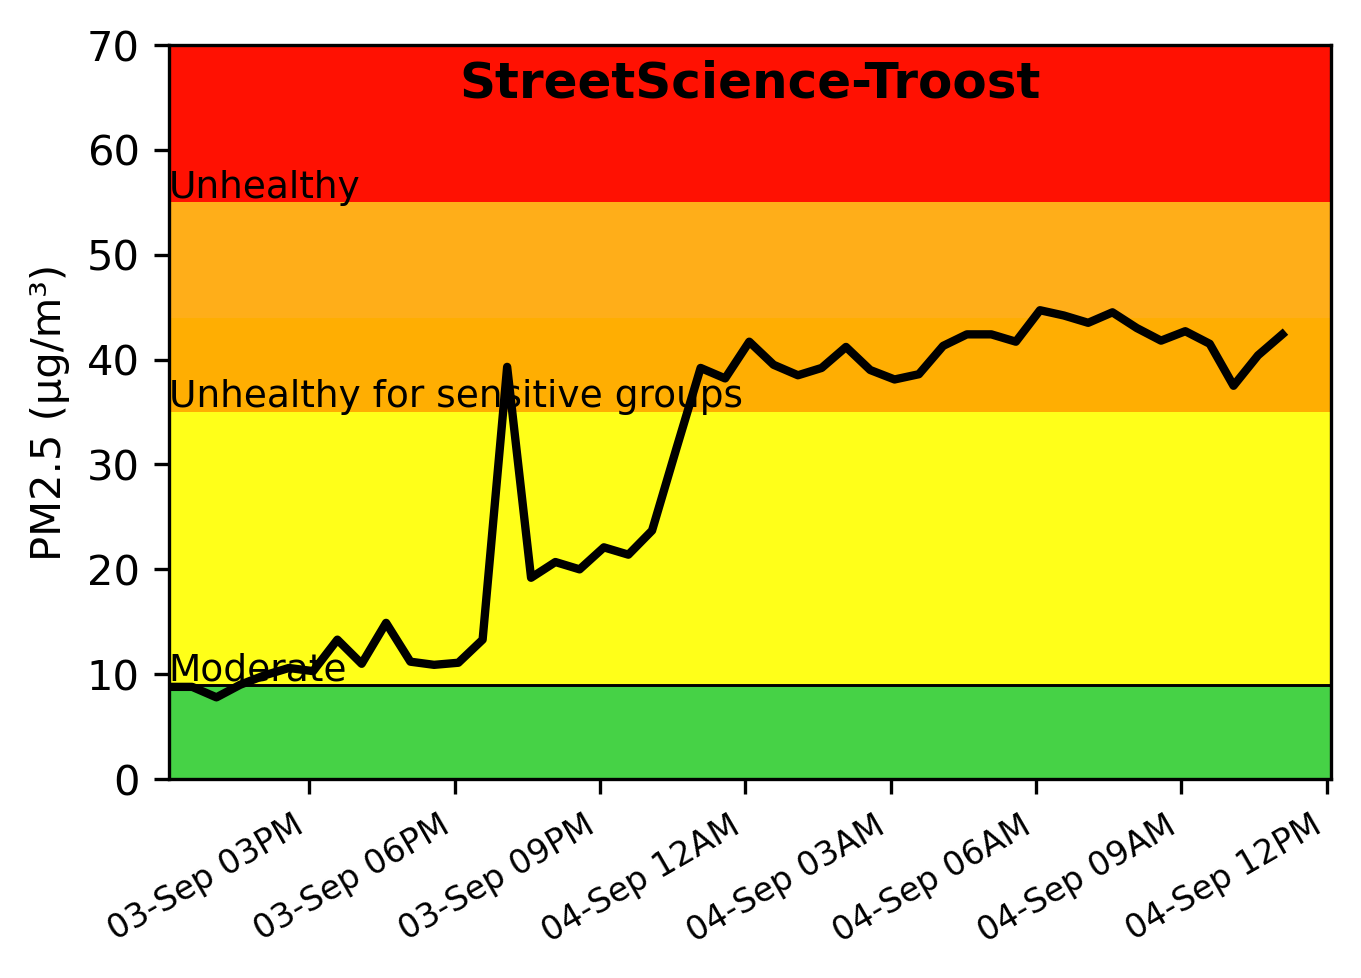 StreetScience-Troost
70
60
Unhealthy
50
40
Unhealthy for sensitive groups
30
20
Moderate
10
0
PM2.5 (µg/m³)
03-Sep 03PM
03-Sep 06PM
03-Sep 09PM
04-Sep 12AM
04-Sep 03AM
04-Sep 06AM
04-Sep 09AM
04-Sep 12PM